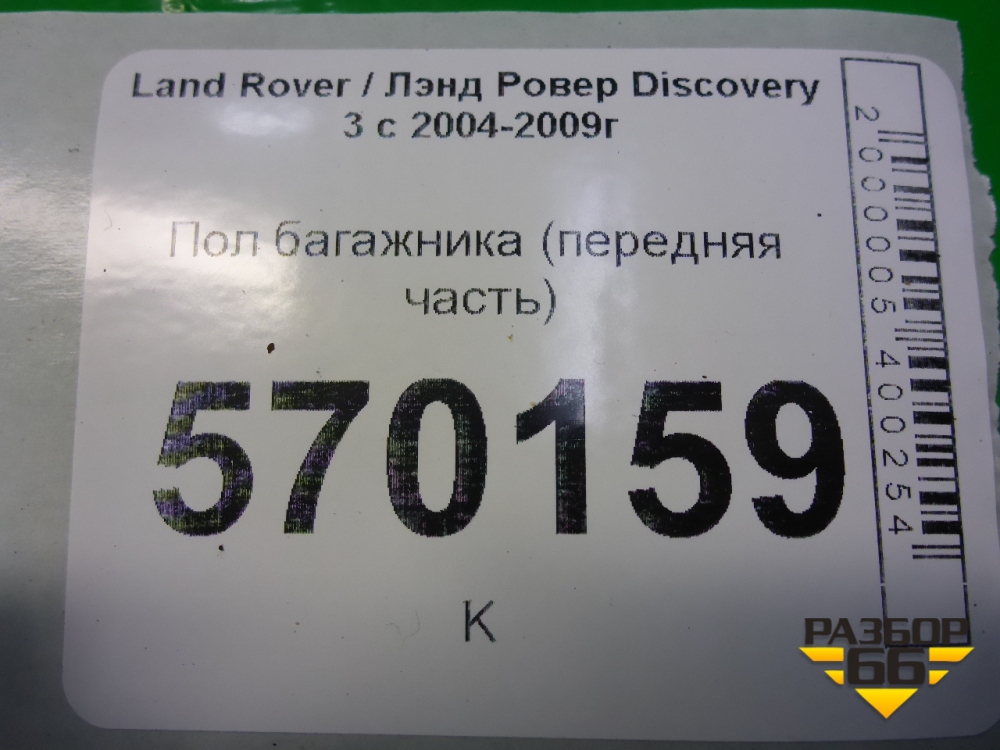 Land Rover / Лэнд Ровер Discovery
3 с 2004-2009г
Пол багажника (передняя
часть)
570159
К
2000005400254
РАЗБОР
66